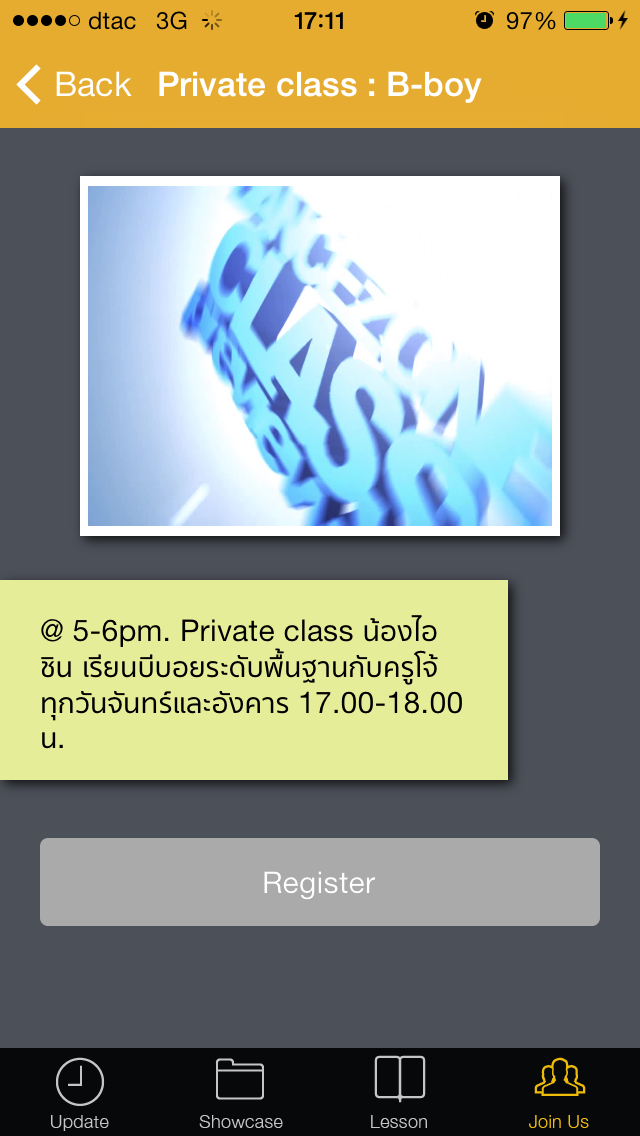 dtac 3G 17:11 97%
Back Private class : B-boy
CLASS
@ 5-6pm. Private class น้องไอ
ชิน เรียนบีบอยระดับพื้นฐานกับครูโจ้
ทุกวันจันทร์และอังคาร 17.00-18.00
น.
Register
Update Showcase Lesson Join Us